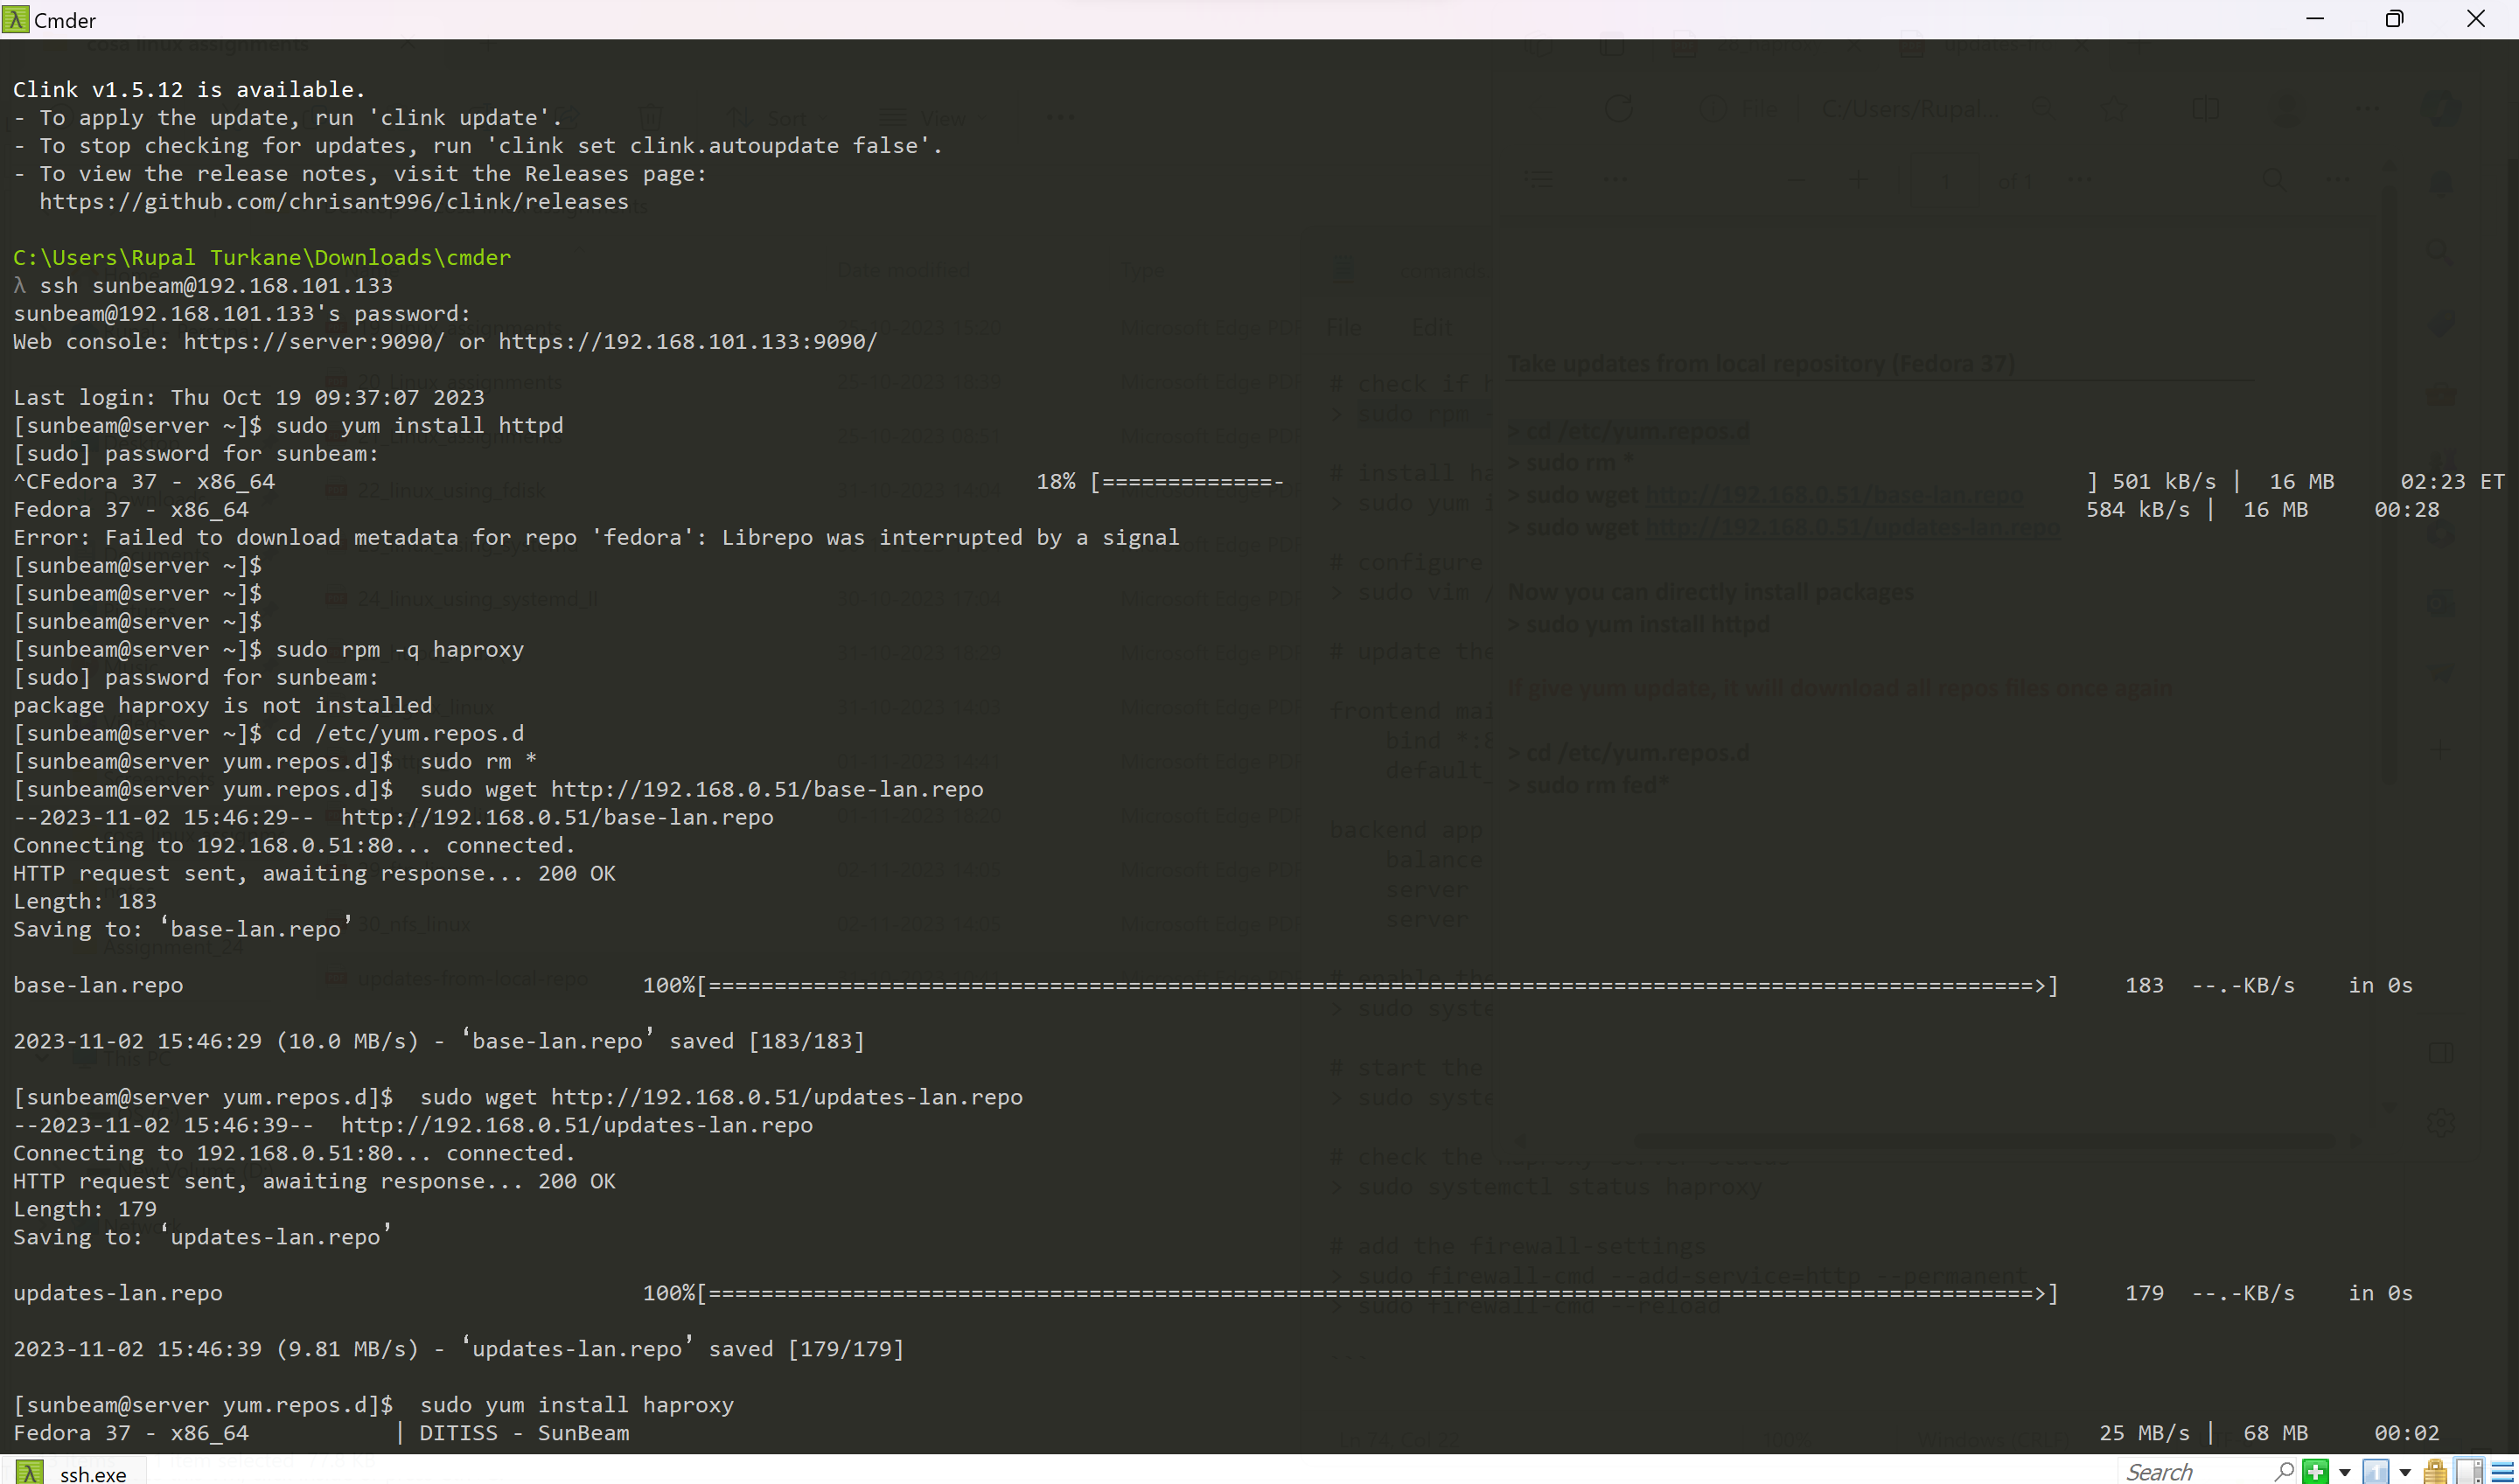 Cmder
Clink v1.5.12 is available.
- To apply the update, run 'clink update'.
- To stop checking for updates, run 'clink set clink.autoupdate false'.
- To view the release notes, visit the Releases page:
  https://github.com/chrisant996/clink/releases
C:\Users\Rupal Turkane\Downloads\cmder
λ ssh sunbeam@192.168.101.133
sunbeam@192.168.101.133's password:
Web console: https://server:9090/ or https://192.168.101.133:9090/
Last login: Thu Oct 19 09:37:07 2023
[sunbeam@server ~]$ sudo yum install httpd
[sudo] password for sunbeam:
^CFedora 37 - x86_64 18% [=============- ] 501 kB/s | 16 MB 02:23 ET
Fedora 37 - x86_64 584 kB/s | 16 MB 00:28
Error: Failed to download metadata for repo 'fedora': Librepo was interrupted by a signal
[sunbeam@server ~]$
[sunbeam@server ~]$
[sunbeam@server ~]$
[sunbeam@server ~]$ sudo rpm -q haproxy
[sudo] password for sunbeam:
package haproxy is not installed
[sunbeam@server ~]$ cd /etc/yum.repos.d
[sunbeam@server yum.repos.d]$  sudo rm *
[sunbeam@server yum.repos.d]$  sudo wget http://192.168.0.51/base-lan.repo
--2023-11-02 15:46:29--  http://192.168.0.51/base-lan.repo
Connecting to 192.168.0.51:80... connected.
HTTP request sent, awaiting response... 200 OK
Length: 183
Saving to: ‘base-lan.repo’
base-lan.repo 100%[=====================================================================================================>] 183 --.-KB/s in 0s
2023-11-02 15:46:29 (10.0 MB/s) - ‘base-lan.repo’ saved [183/183]
[sunbeam@server yum.repos.d]$  sudo wget http://192.168.0.51/updates-lan.repo
--2023-11-02 15:46:39--  http://192.168.0.51/updates-lan.repo
Connecting to 192.168.0.51:80... connected.
HTTP request sent, awaiting response... 200 OK
Length: 179
Saving to: ‘updates-lan.repo’
updates-lan.repo 100%[=====================================================================================================>] 179 --.-KB/s in 0s
2023-11-02 15:46:39 (9.81 MB/s) - ‘updates-lan.repo’ saved [179/179]
[sunbeam@server yum.repos.d]$  sudo yum install haproxy
Fedora 37 - x86_64 | DITISS - SunBeam 25 MB/s | 68 MB 00:02
ssh.exe
Search